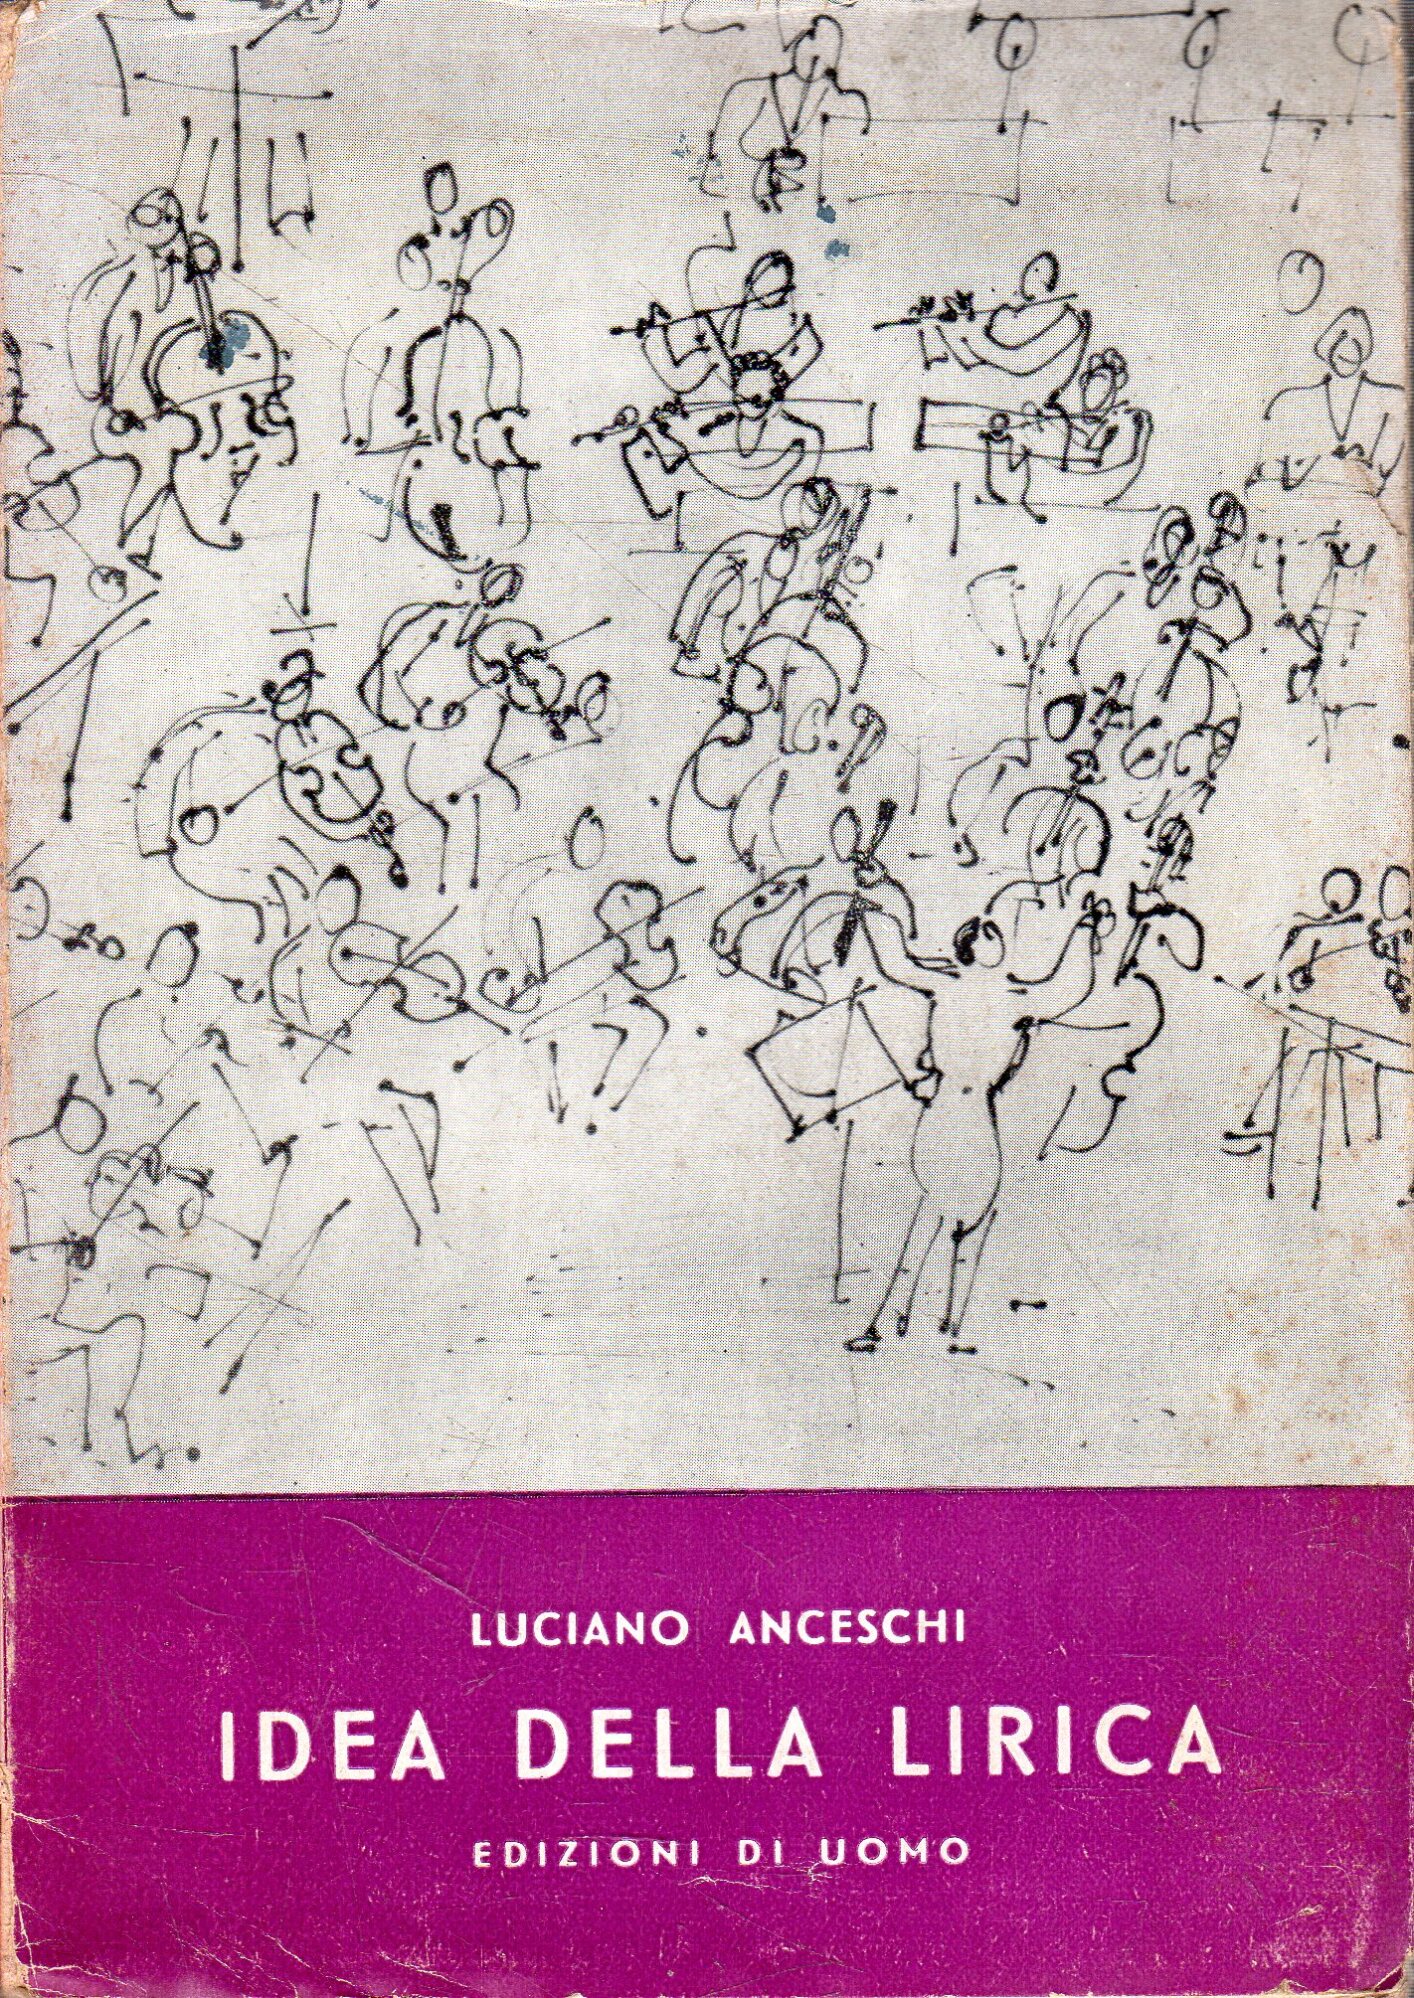 LUCIANO ANCESCHI
IDEA DELLA LIRICA
EDIZIONI DI UOMO